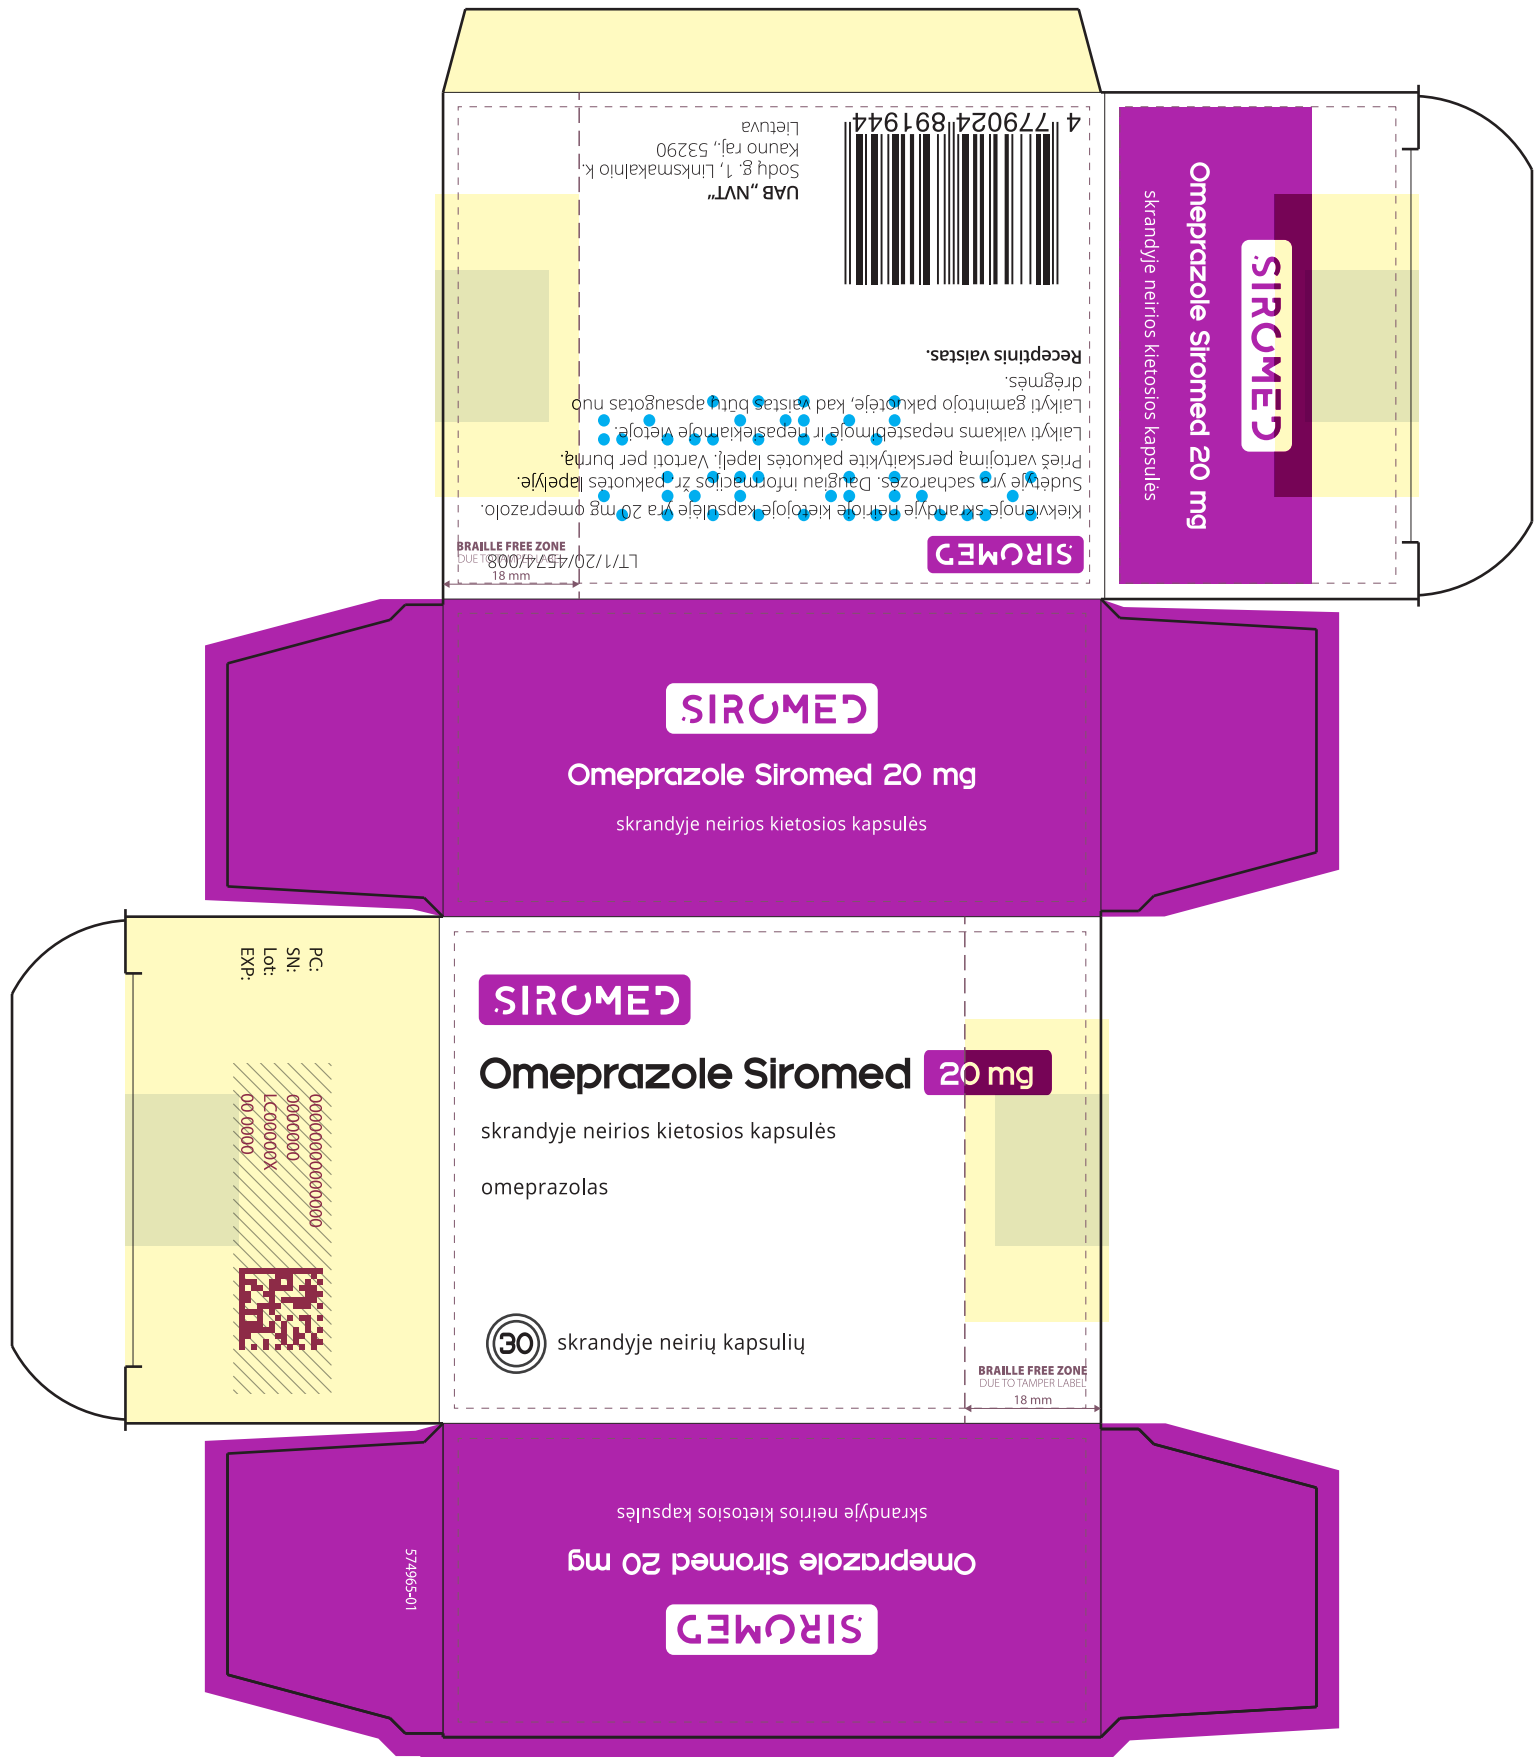 4 779024 891944
UAB „NVT“
Sodų g. 1, Linksmakalnio k.
Kauno raj., 53290
Lietuva
SIROMED
LT/1/20/4574/008
BRAILLE FREE ZONE
DUE TO TAMPER LABEL
18 mm
Kiekvienoje skrandyje neirioje kietojoje kapsulėje yra 20 mg omeprazolo.
Sudėtyje yra sacharozės. Daugiau informacijos žr. pakuotės lapelyje.
Prieš vartojimą perskaitykite pakuotės lapelį. Vartoti per burną.
Laikyti vaikams nepastebimoje ir nepasiekiamoje vietoje.
Laikyti gamintojo pakuotėje, kad vaistas būtų apsaugotas nuo
drėgmės.
Receptinis vaistas.
SIROMED
Omeprazole Siromed 20 mg
skrandyje neirios kietosios kapsulės
SIROMED
Omeprazole Siromed 20 mg
skrandyje neirios kietosios kapsulės
PC: 00000000000000
SN: 0000000
Lot: LC00000X
EXP: 00 0000
SIROMED
Omeprazole Siromed 20 mg
skrandyje neirios kietosios kapsulės
omeprazolas
30 skrandyje neirių kapsulių
BRAILLE FREE ZONE
DUE TO TAMPER LABEL
18 mm
SIROMED
Omeprazole Siromed 20 mg
skrandyje neirios kietosios kapsulės
574965-01